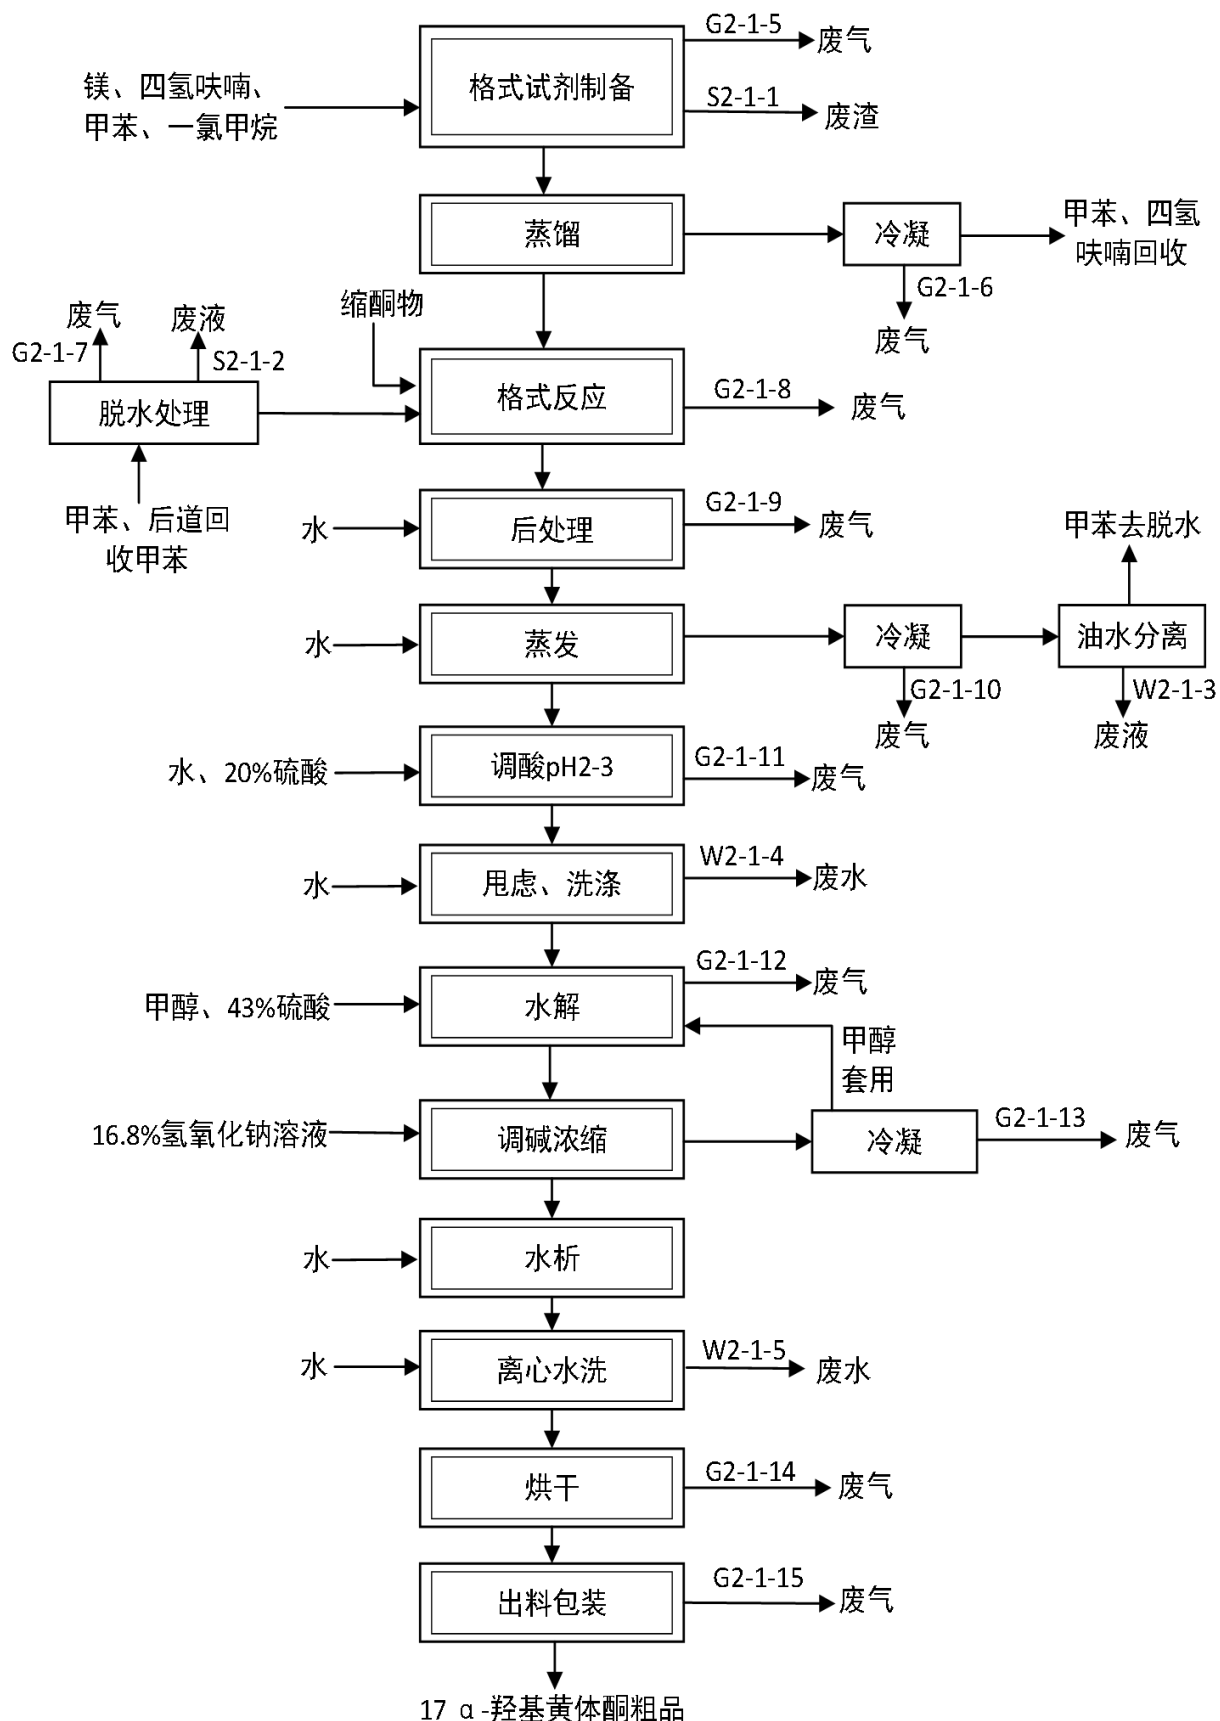 G2-1-5
废气
格式试剂制备
镁、四氢呋喃、
甲苯、一氯甲烷
S2-1-1
废渣
蒸馏
冷凝
甲苯、四氢
呋喃回收
G2-1-6
废气
缩酮物
废气
废液
G2-1-7
S2-1-2
脱水处理
格式反应
G2-1-8
废气
甲苯、后道回
收甲苯
水
后处理
G2-1-9
废气
甲苯去脱水
水
蒸发
冷凝
油水分离
G2-1-10
废气
W2-1-3
废液
水、20%硫酸
调酸pH2-3
G2-1-11
废气
水
甩虑、洗涤
W2-1-4
废水
甲醇、43%硫酸
水解
G2-1-12
废气
甲醇
套用
16.8%氢氧化钠溶液
调碱浓缩
冷凝
G2-1-13
废气
水
水析
水
离心水洗
W2-1-5
废水
烘干
G2-1-14
废气
出料包装
G2-1-15
废气
17 α-羟基黄体酮粗品